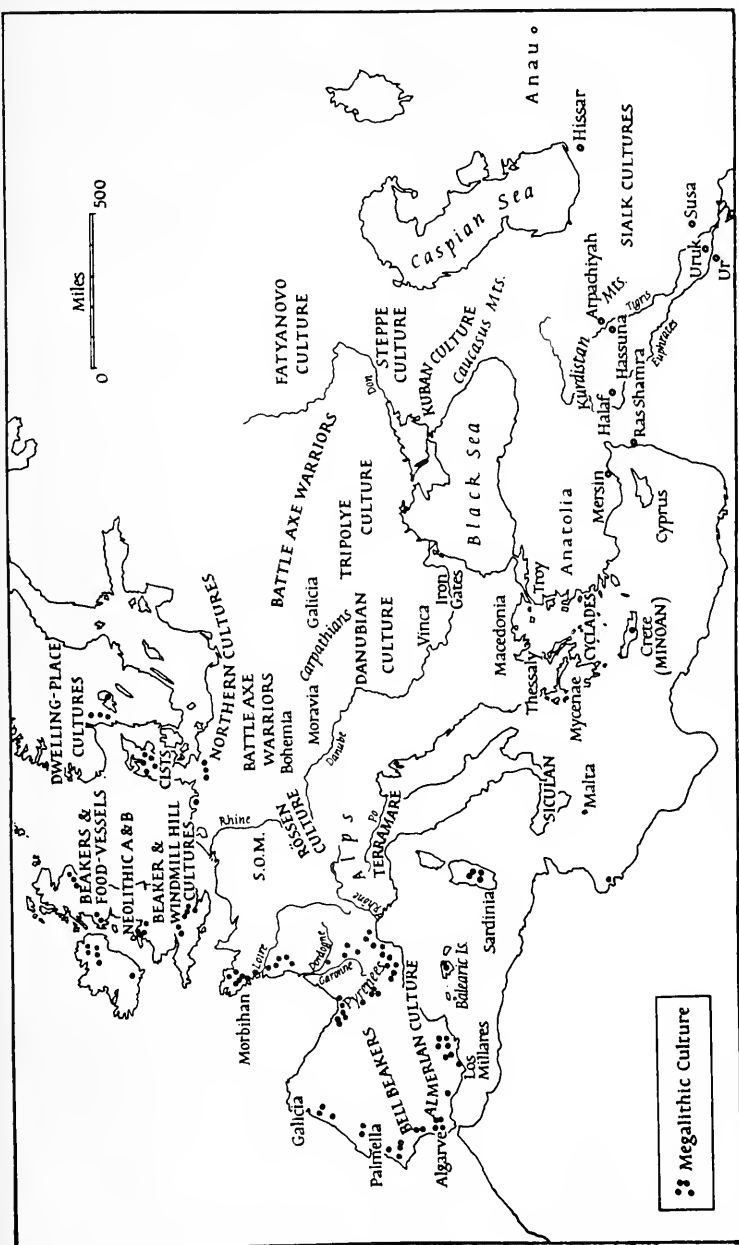 Miles
0 500
DWELLING-PLACE
CULTURES
BEAKERS &
FOOD-VESSELS
NEOLITHIC A & B
BEAKER &
WINDMILL HILL
CULTURES
CISTS
NORTHERN CULTURES
BATTLE AXE
WARRIORS
Bohemia
Moravia
Galicia
Carpathians
BATTLE AXE WARRIORS
FATYANOVO
CULTURE
TRIPOLYE
CULTURE
DANUBIAN
CULTURE
Don
STEPPE
CULTURE
KUBAN CULTURE
Caucasus Mts.
Caspian Sea
Anau
Hissar
Rhine
S.O.M.
RÖSSEN
CULTURE
Danube
Vinca
Iron
Gates
Black Sea
Morbihan
Loire
Dordogne
Garonne
Rhône
Alps
Po
TERRAMARE
Pyrenees
Galicia
Palmella
BELL BEAKERS
ALMERIAN CULTURE
Algarve
Los
Millares
Balearic Is.
Sardinia
SICULAN
Malta
Macedonia
Thessaly
Troy
Mycenae
CYCLADES
Crete
(MINOAN)
Anatolia
Mersin
Cyprus
Ras Shamra
Halaf
Hassuna
Kurdistan
Mts.
Arpachiyah
Tigris
Euphrates
SIALK CULTURES
Susa
Uruk
Ur
Megalithic Culture